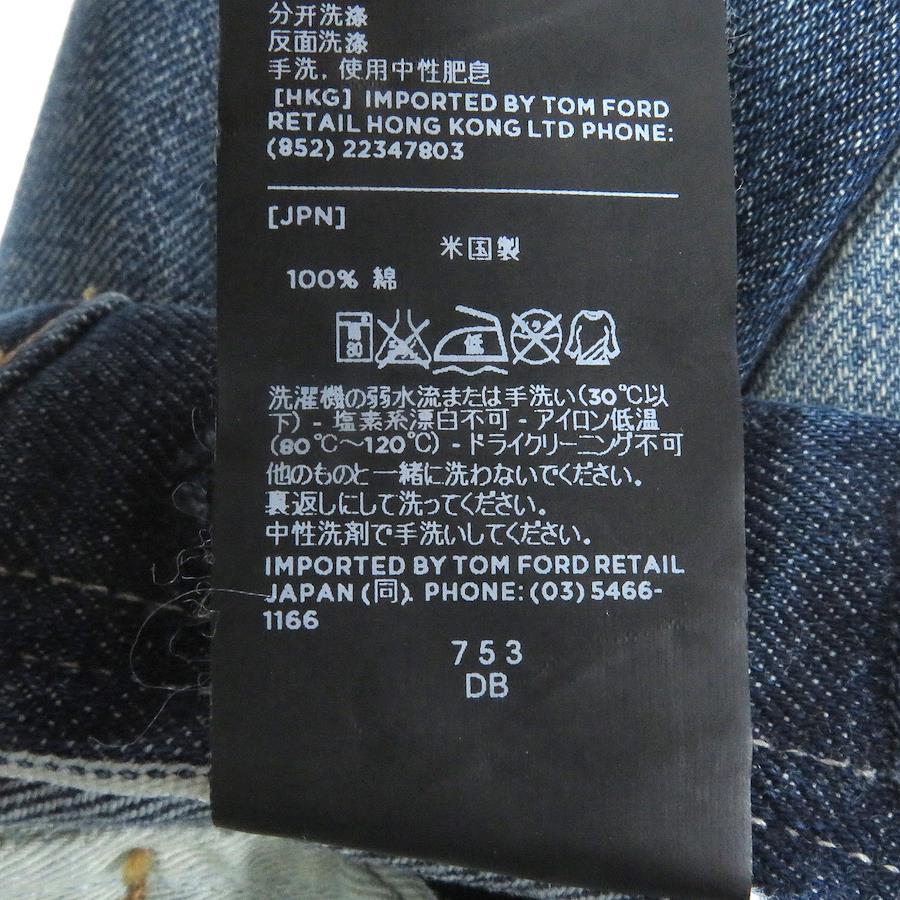 分开洗涤
反面洗涤
手洗, 使用中性肥皂
[HKG] IMPORTED BY TOM FORD
RETAIL HONG KONG LTD PHONE:
(852) 22347803
[JPN]
米国製
100% 綿
低
洗濯機の弱水流または手洗い(30℃以
下) - 塩素系漂白不可 - アイロン低温
(80℃～120℃) - ドライクリーニング不可
他のものと一緒に洗わないでください。
裏返しにして洗ってください。
中性洗剤で手洗いしてください。
IMPORTED BY TOM FORD RETAIL
JAPAN (同). PHONE: (03) 5466-
1166
753
DB